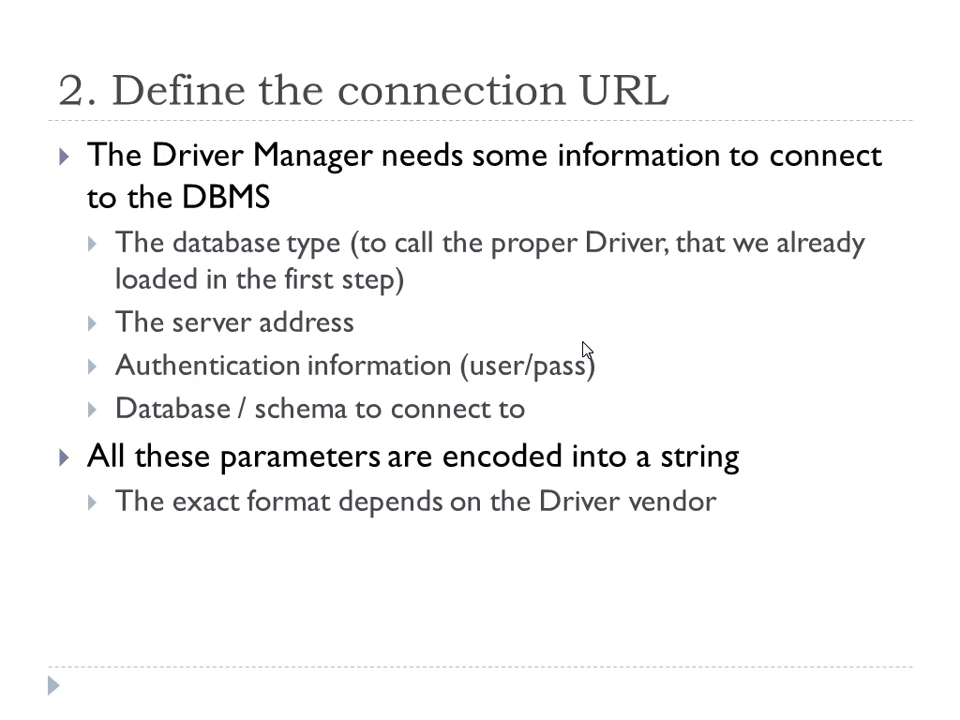 2. Define the connection URL
The Driver Manager needs some information to connect
to the DBMS
The database type (to call the proper Driver, that we already
loaded in the first step)
The server address
Authentication information (user/pass)
Database / schema to connect to
All these parameters are encoded into a string
The exact format depends on the Driver vendor